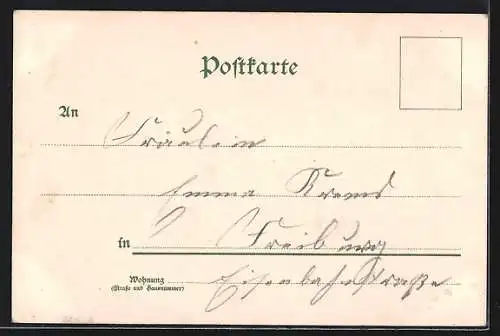 Postkarte
An
Fräulein
Emma
in Freiburg
Wohnung Eisenbahnstraße
(Straße und Hausnummer)